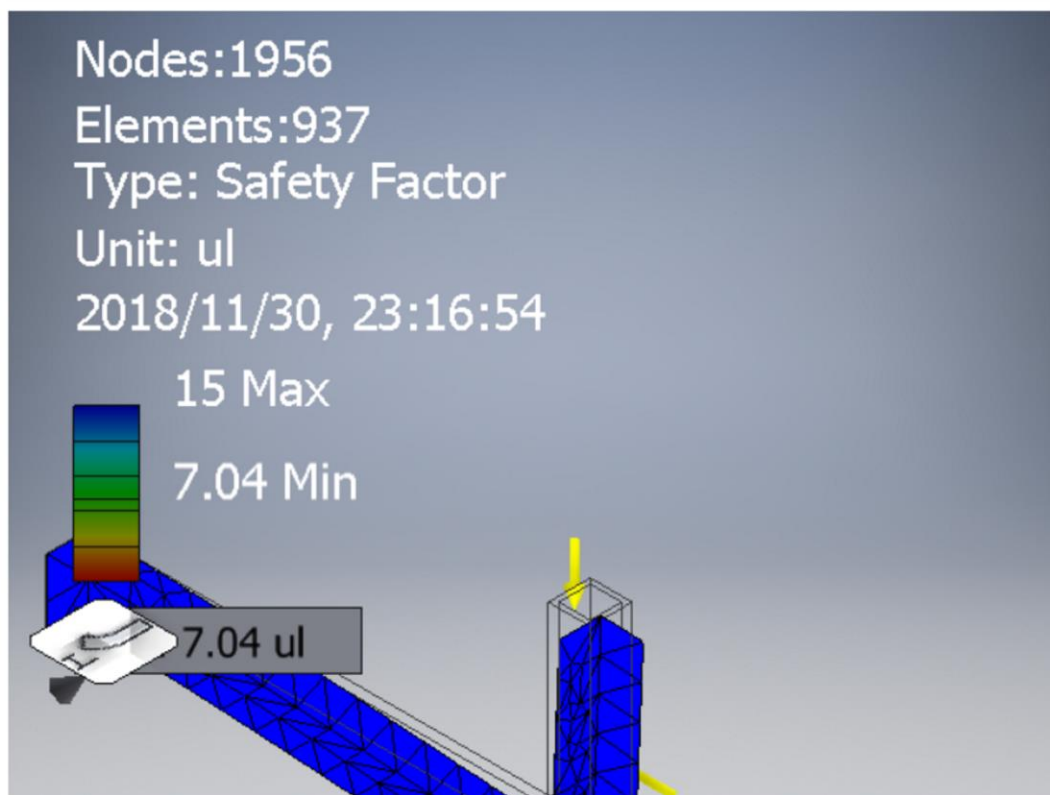 Nodes:1956
Elements:937
Type: Safety Factor
Unit: ul
2018/11/30, 23:16:54
15 Max
7.04 Min
7.04 ul